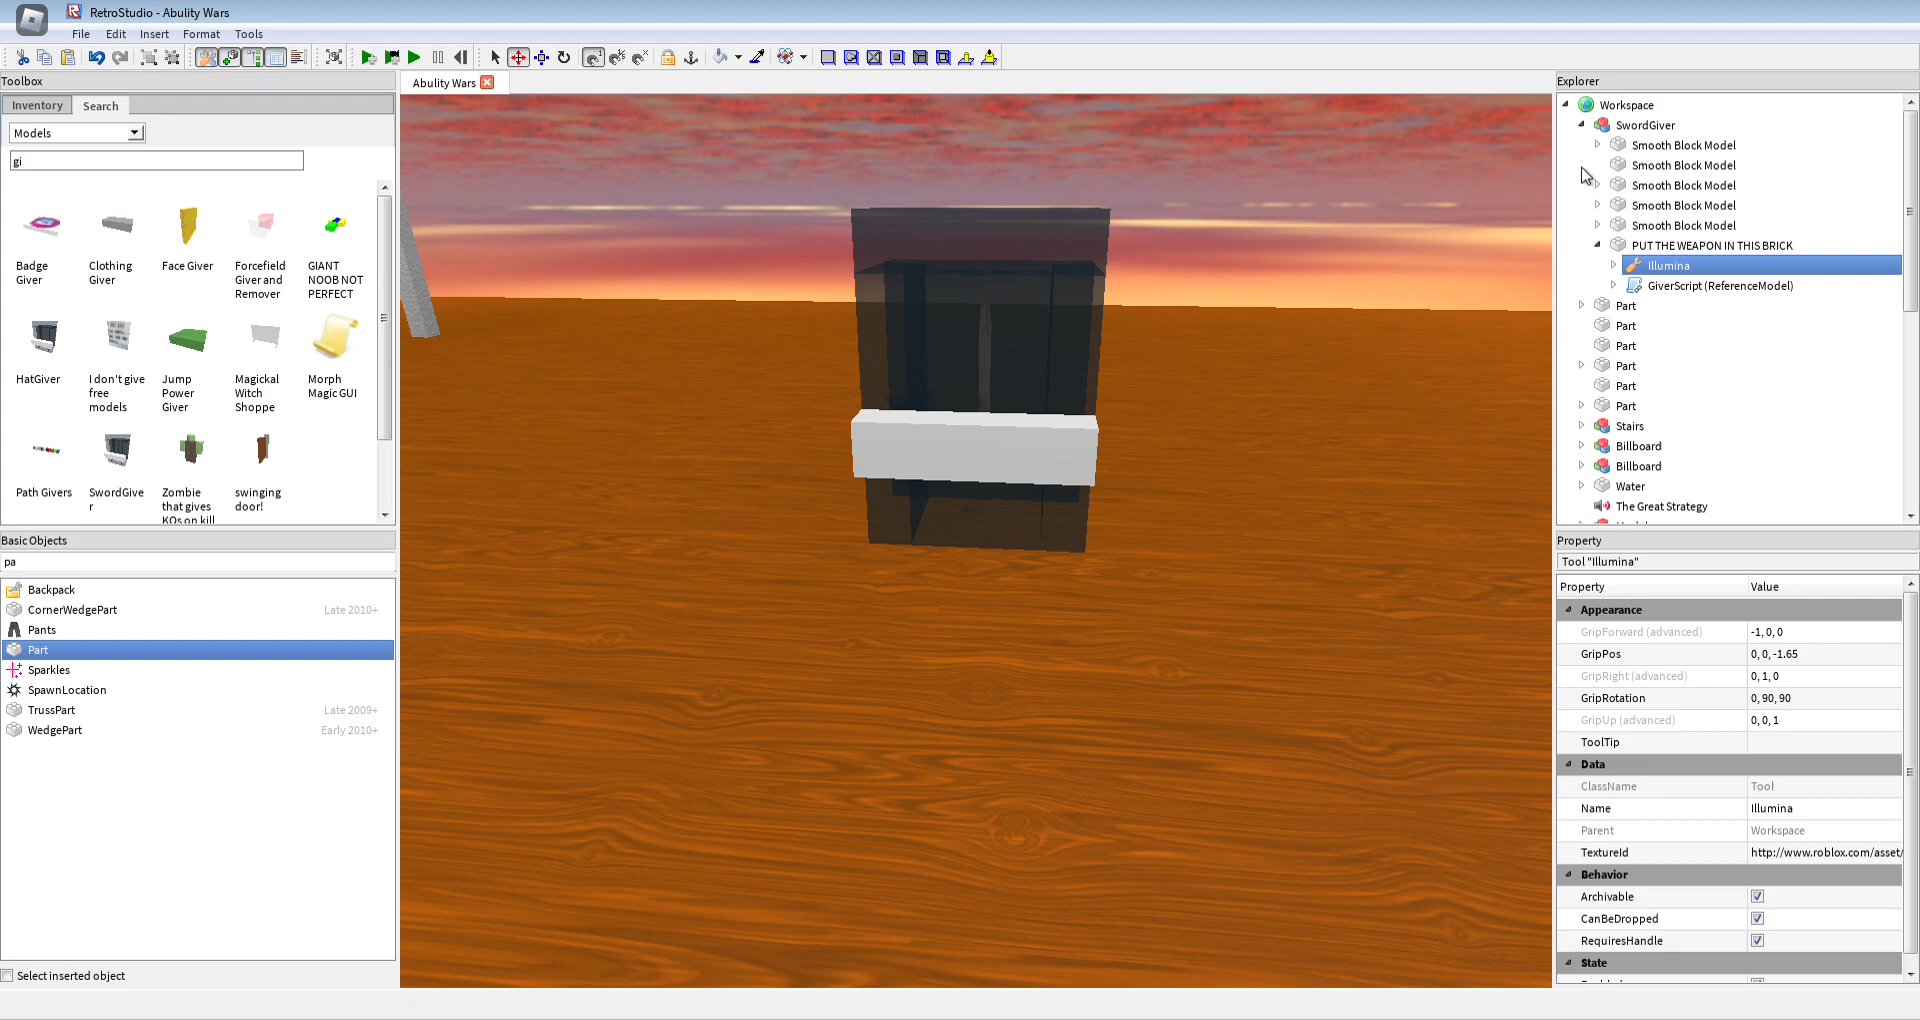 RetroStudio - Abulity Wars
File Edit Insert Format Tools
Toolbox
Inventory Search
Models
gi
Badge Giver
Clothing Giver
Face Giver
Forcefield Giver and Remover
GIANT NOOB NOT PERFECT
HatGiver
I don't give free models
Jump Power Giver
Magickal Witch Shoppe
Morph Magic GUI
Path Givers
SwordGiver
Zombie that gives KOs on kill
swinging door!
Basic Objects
pa
Backpack
CornerWedgePart Late 2010+
Pants
Part
Sparkles
SpawnLocation
TrussPart Late 2009+
WedgePart Early 2010+
Select inserted object
Abulity Wars
Explorer
Workspace
SwordGiver
Smooth Block Model
Smooth Block Model
Smooth Block Model
Smooth Block Model
Smooth Block Model
PUT THE WEAPON IN THIS BRICK
Illumina
GiverScript (ReferenceModel)
Part
Part
Part
Part
Part
Part
Stairs
Billboard
Billboard
Water
The Great Strategy
Property
Tool "Illumina"
Property Value
Appearance
GripForward (advanced) -1, 0, 0
GripPos 0, 0, -1.65
GripRight (advanced) 0, 1, 0
GripRotation 0, 90, 90
GripUp (advanced) 0, 0, 1
ToolTip
Data
ClassName Tool
Name Illumina
Parent Workspace
TextureId http://www.roblox.com/asset/
Behavior
Archivable
CanBeDropped
RequiresHandle
State